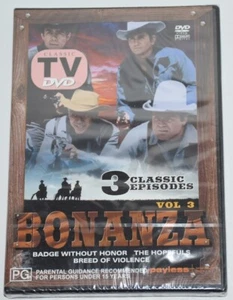 CLASSIC
TV
DVD
DVD
3 CLASSIC
EPISODES
VOL 3
BONANZA
BADGE WITHOUT HONOR THE HOPEFULS
BREED OF VIOLENCE
PG PARENTAL GUIDANCE RECOMMENDED
FOR PERSONS UNDER 15 YEARS
payless